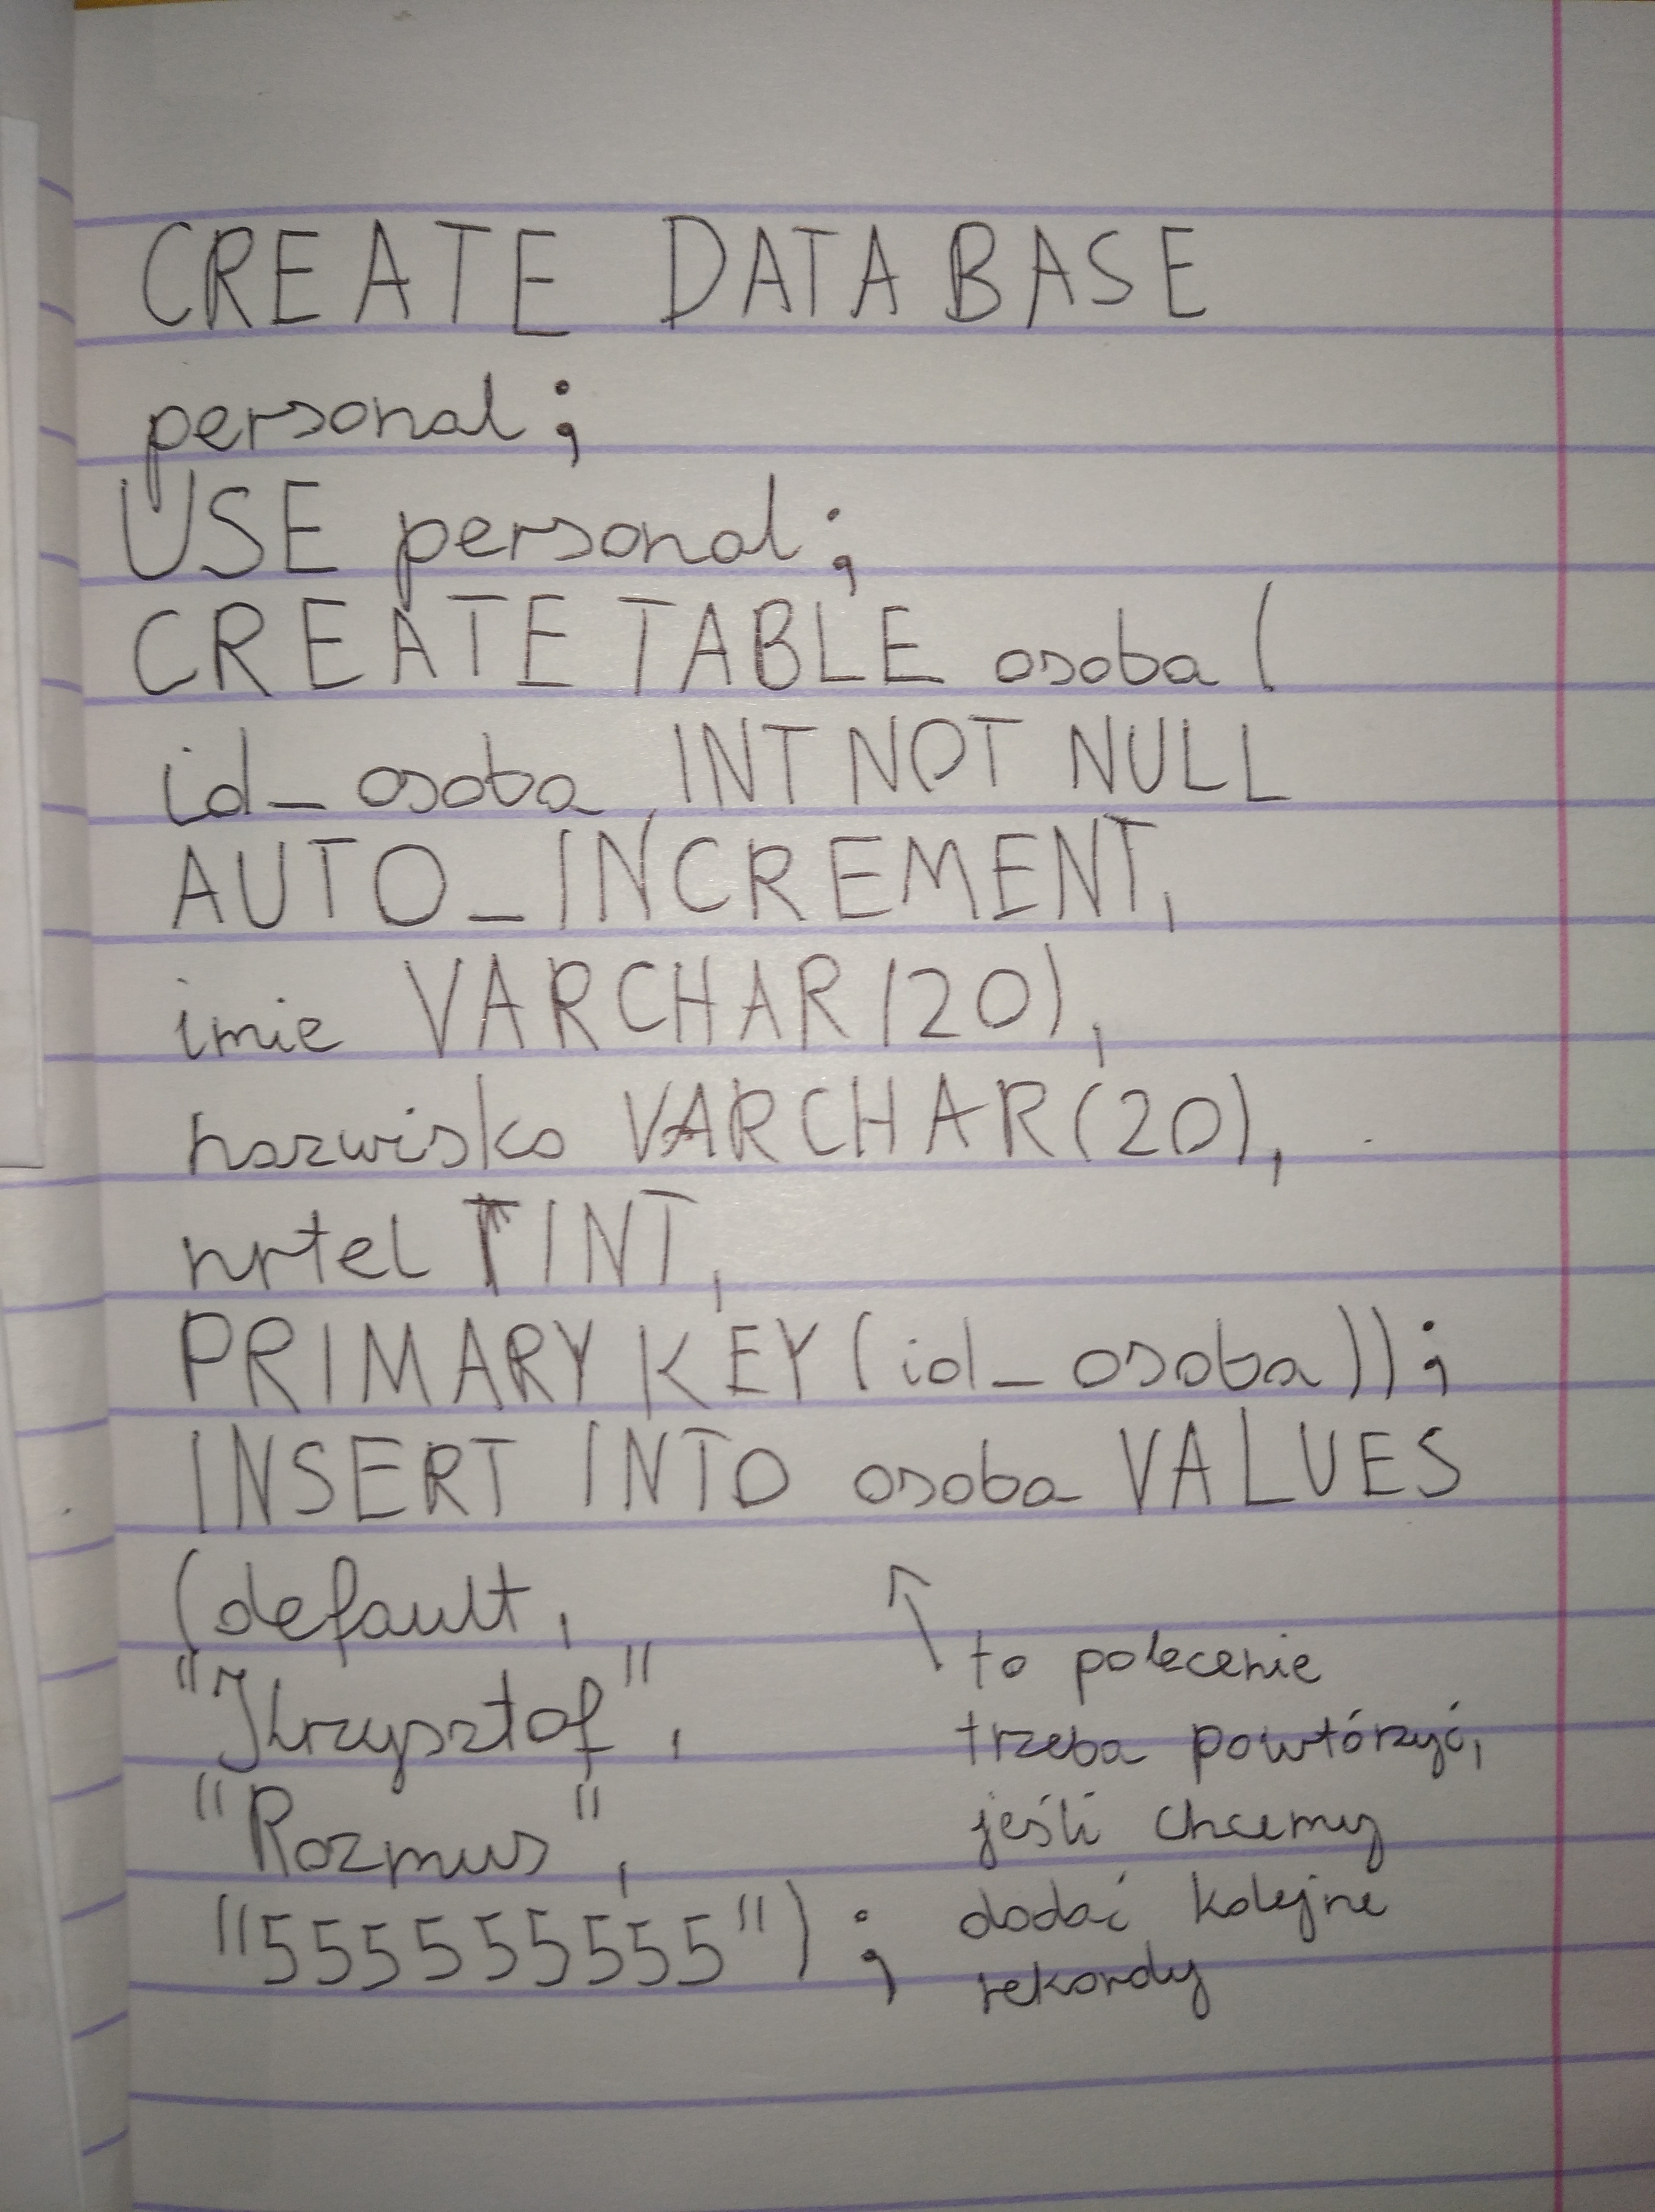 CREATE DATABASE
personal;
USE personal;
CREATE TABLE osoba (
id_osoba INT NOT NULL
AUTO_INCREMENT,
imie VARCHAR(20),
nazwisko VARCHAR(20),
nrtel INT,
PRIMARY KEY (id_osoba));
INSERT INTO osoba VALUES
(default,
"Krzysztof",
"Rozmus",
"555555555");
to polecenie
trzeba powtórzyć,
jeśli chcemy
dodać kolejne
rekordy